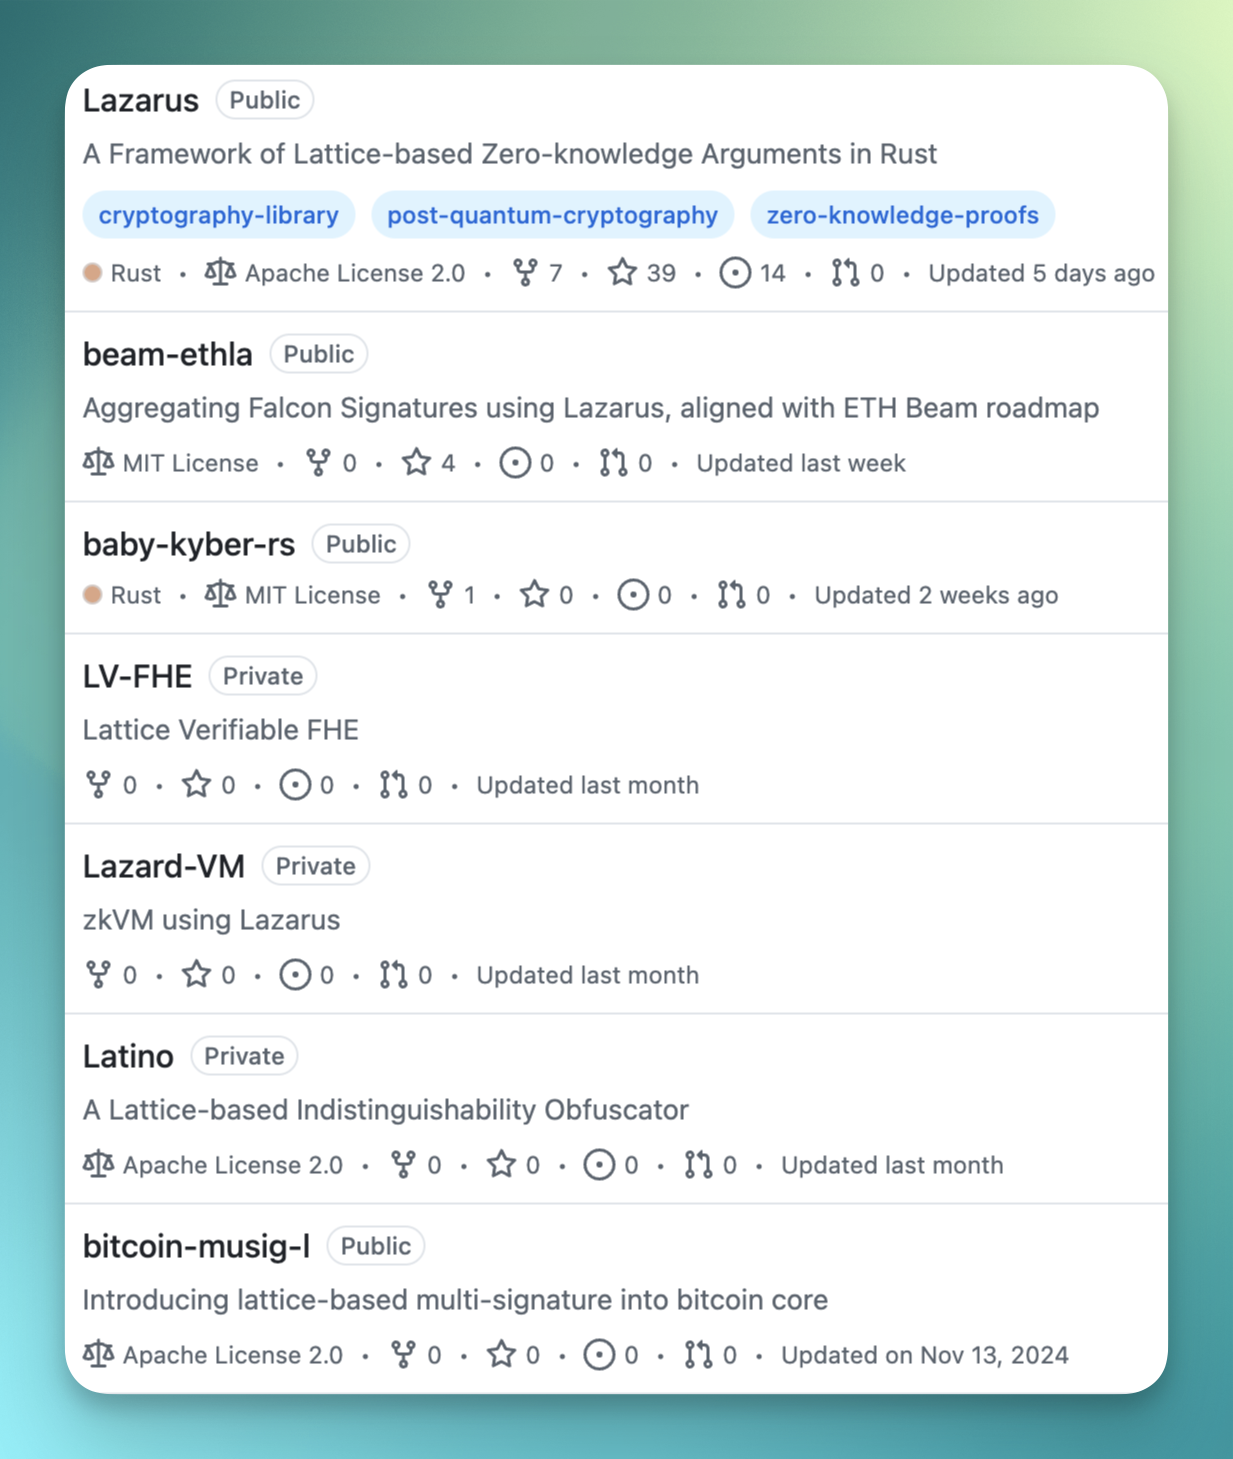 Lazarus Public
A Framework of Lattice-based Zero-knowledge Arguments in Rust
cryptography-library post-quantum-cryptography zero-knowledge-proofs
Rust · Apache License 2.0 · 7 · 39 · 14 · 0 · Updated 5 days ago
beam-ethla Public
Aggregating Falcon Signatures using Lazarus, aligned with ETH Beam roadmap
MIT License · 0 · 4 · 0 · 0 · Updated last week
baby-kyber-rs Public
Rust · MIT License · 1 · 0 · 0 · 0 · Updated 2 weeks ago
LV-FHE Private
Lattice Verifiable FHE
0 · 0 · 0 · 0 · Updated last month
Lazard-VM Private
zkVM using Lazarus
0 · 0 · 0 · 0 · Updated last month
Latino Private
A Lattice-based Indistinguishability Obfuscator
Apache License 2.0 · 0 · 0 · 0 · 0 · Updated last month
bitcoin-musig-l Public
Introducing lattice-based multi-signature into bitcoin core
Apache License 2.0 · 0 · 0 · 0 · 0 · Updated on Nov 13, 2024